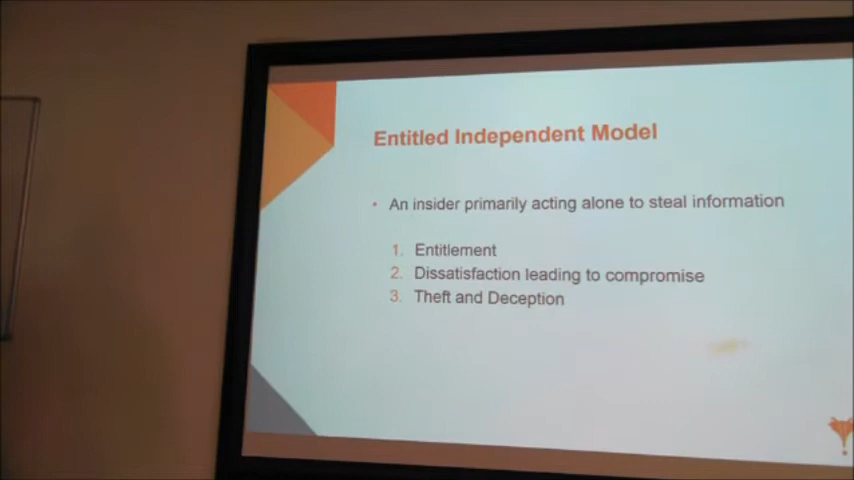 Entitled Independent Model
• An insider primarily acting alone to steal information
1. Entitlement
2. Dissatisfaction leading to compromise
3. Theft and Deception